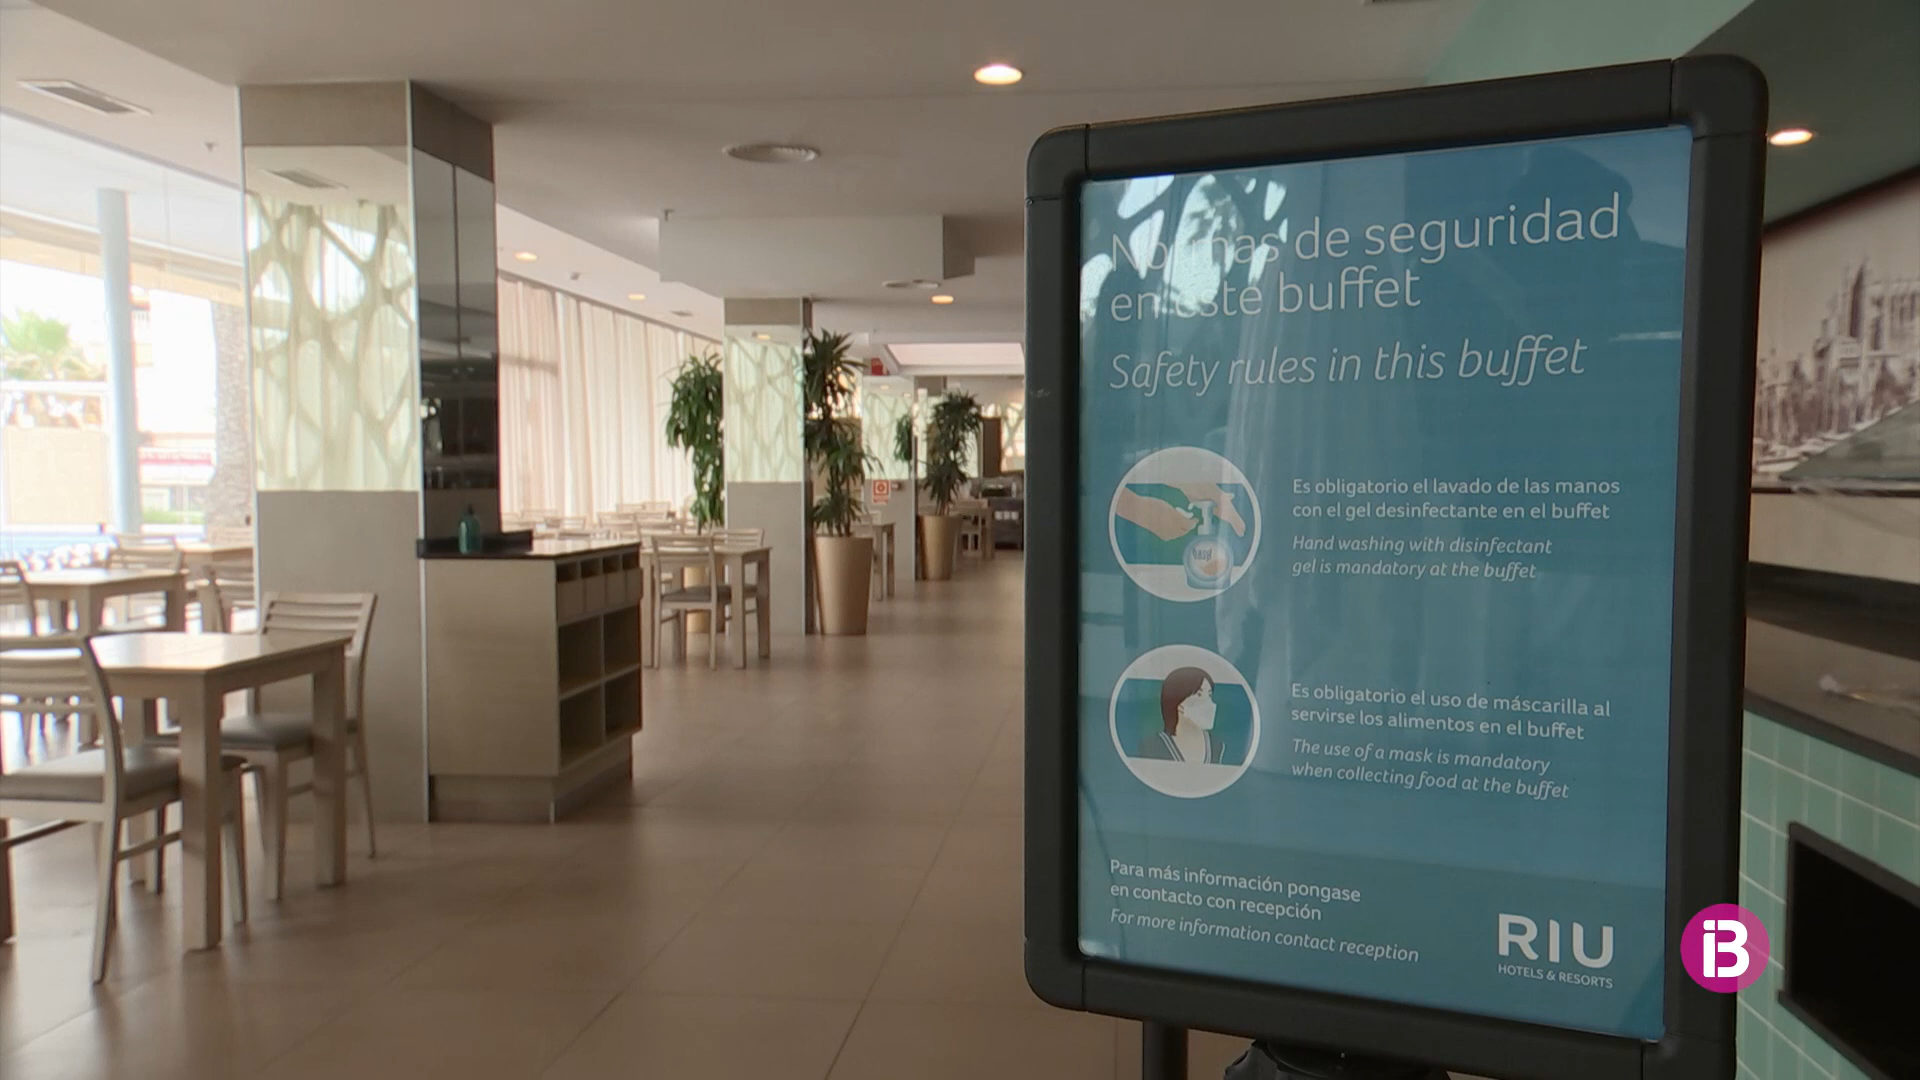 Normas de seguridad
en este buffet
Safety rules in this buffet
Es obligatorio el lavado de las manos
con el gel desinfectante en el buffet
Hand washing with disinfectant
gel is mandatory at the buffet
Es obligatorio el uso de máscarilla al
servirse los alimentos en el buffet
The use of a mask is mandatory
when collecting food at the buffet
Para más información pongase
en contacto con recepción
For more information contact reception
RIU
HOTELS & RESORTS
iB